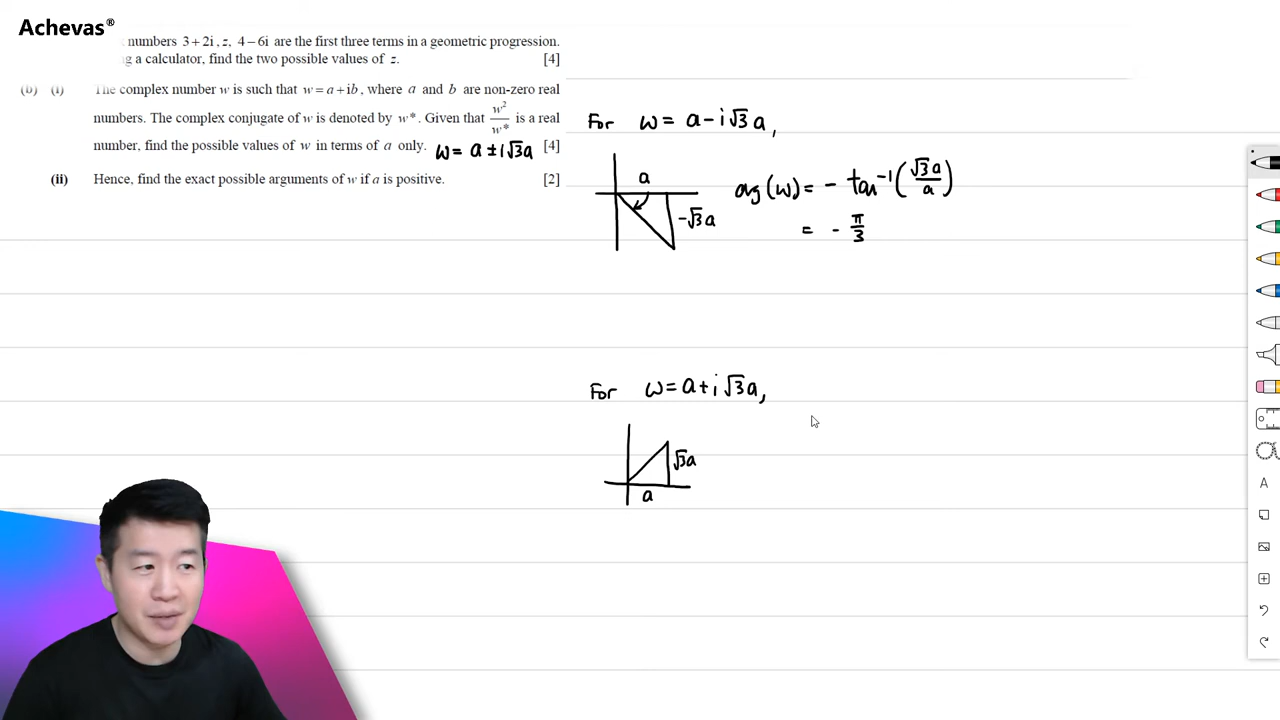 Achevas®
numbers 3 + 2i , z, 4 − 6i are the first three terms in a geometric progression.
a calculator, find the two possible values of z. [4]
(b) (i) The complex number w is such that w = a + ib, where a and b are non-zero real
numbers. The complex conjugate of w is denoted by w*. Given that w²/w* is a real
number, find the possible values of w in terms of a only. w = a ± i√3a [4]
(ii) Hence, find the exact possible arguments of w if a is positive. [2]
For w = a − i√3a,
a
−√3a
arg(w) = − tan⁻¹(√3a/a)
= − π/3
For w = a + i√3a,
√3a
a
A